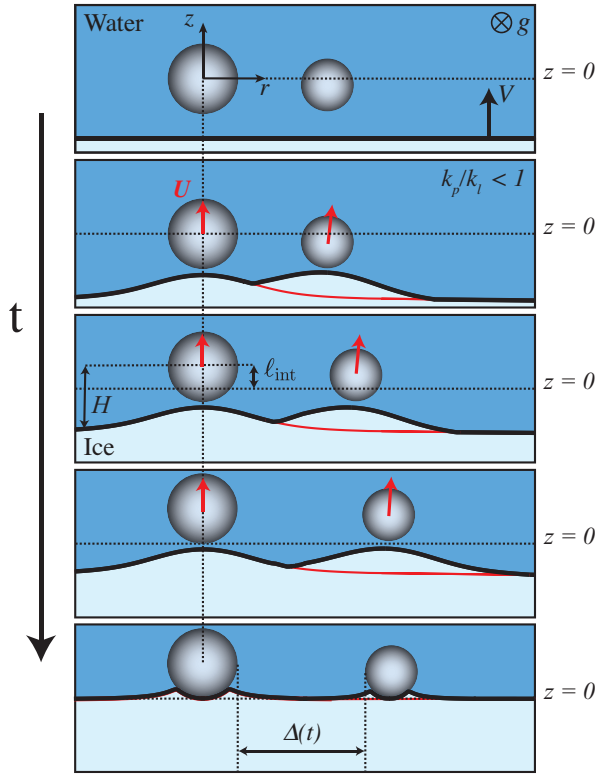 Water
z
⊗ g
r
z = 0
V
t
U
k_p/k_l < 1
z = 0
ℓ_int
H
z = 0
Ice
z = 0
z = 0
Δ(t)